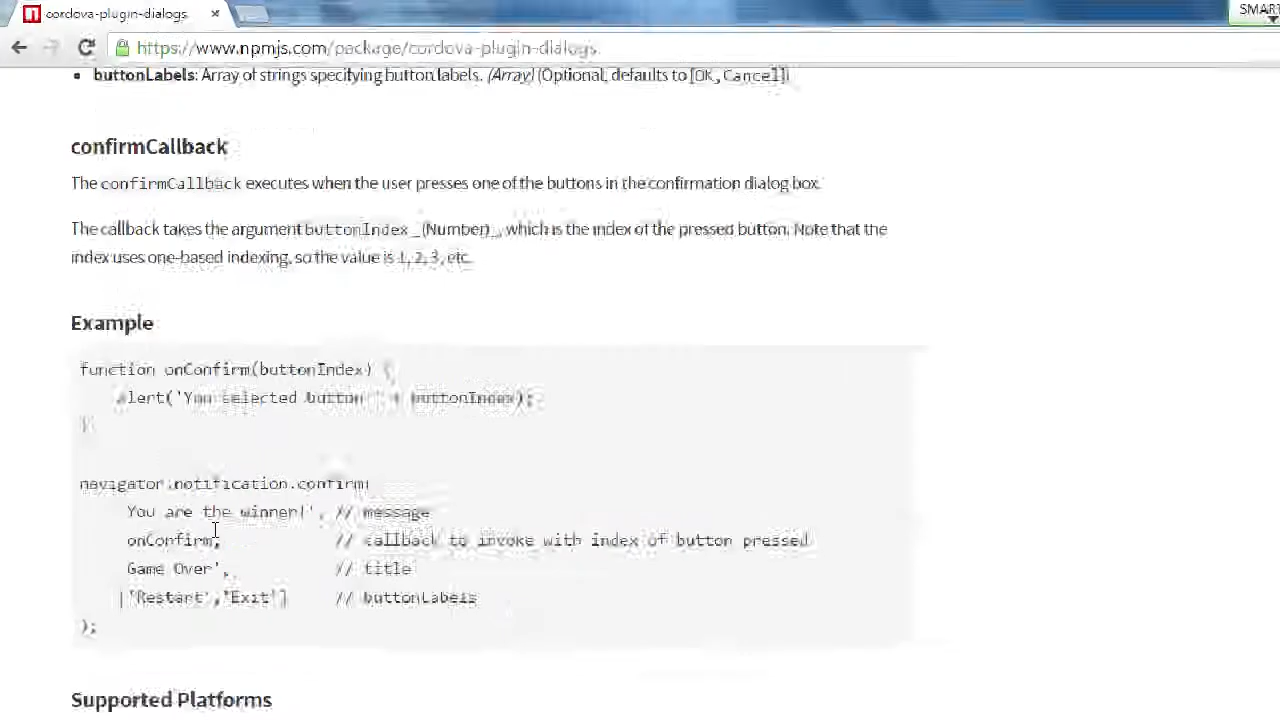 cordova-plugin-dialogs
SMART
https://www.npmjs.com/package/cordova-plugin-dialogs
buttonLabels: Array of strings specifying button labels. (Array) (Optional, defaults to [OK,Cancel])
confirmCallback
The confirmCallback executes when the user presses one of the buttons in the confirmation dialog box.
The callback takes the argument buttonIndex _(Number)_, which is the index of the pressed button. Note that the
index uses one-based indexing, so the value is 1, 2, 3, etc.
Example
function onConfirm(buttonIndex) {
alert('You selected button ' + buttonIndex);
}
navigator.notification.confirm(
'You are the winner!', // message
onConfirm, // callback to invoke with index of button pressed
'Game Over', // title
['Restart','Exit'] // buttonLabels
);
Supported Platforms